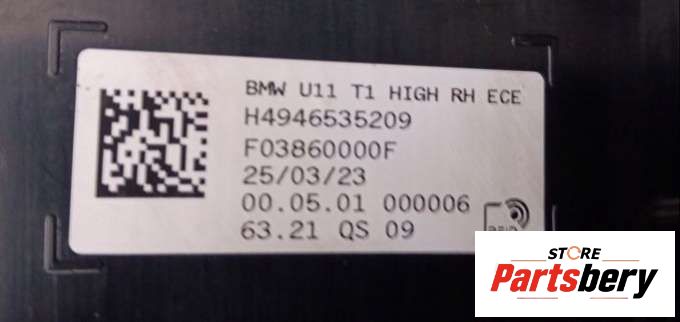 BMW U11 T1 HIGH RH ECE
H4946535209
F03860000F
25/03/23
00.05.01 000006
63.21 QS 09
STORE
Partsbery